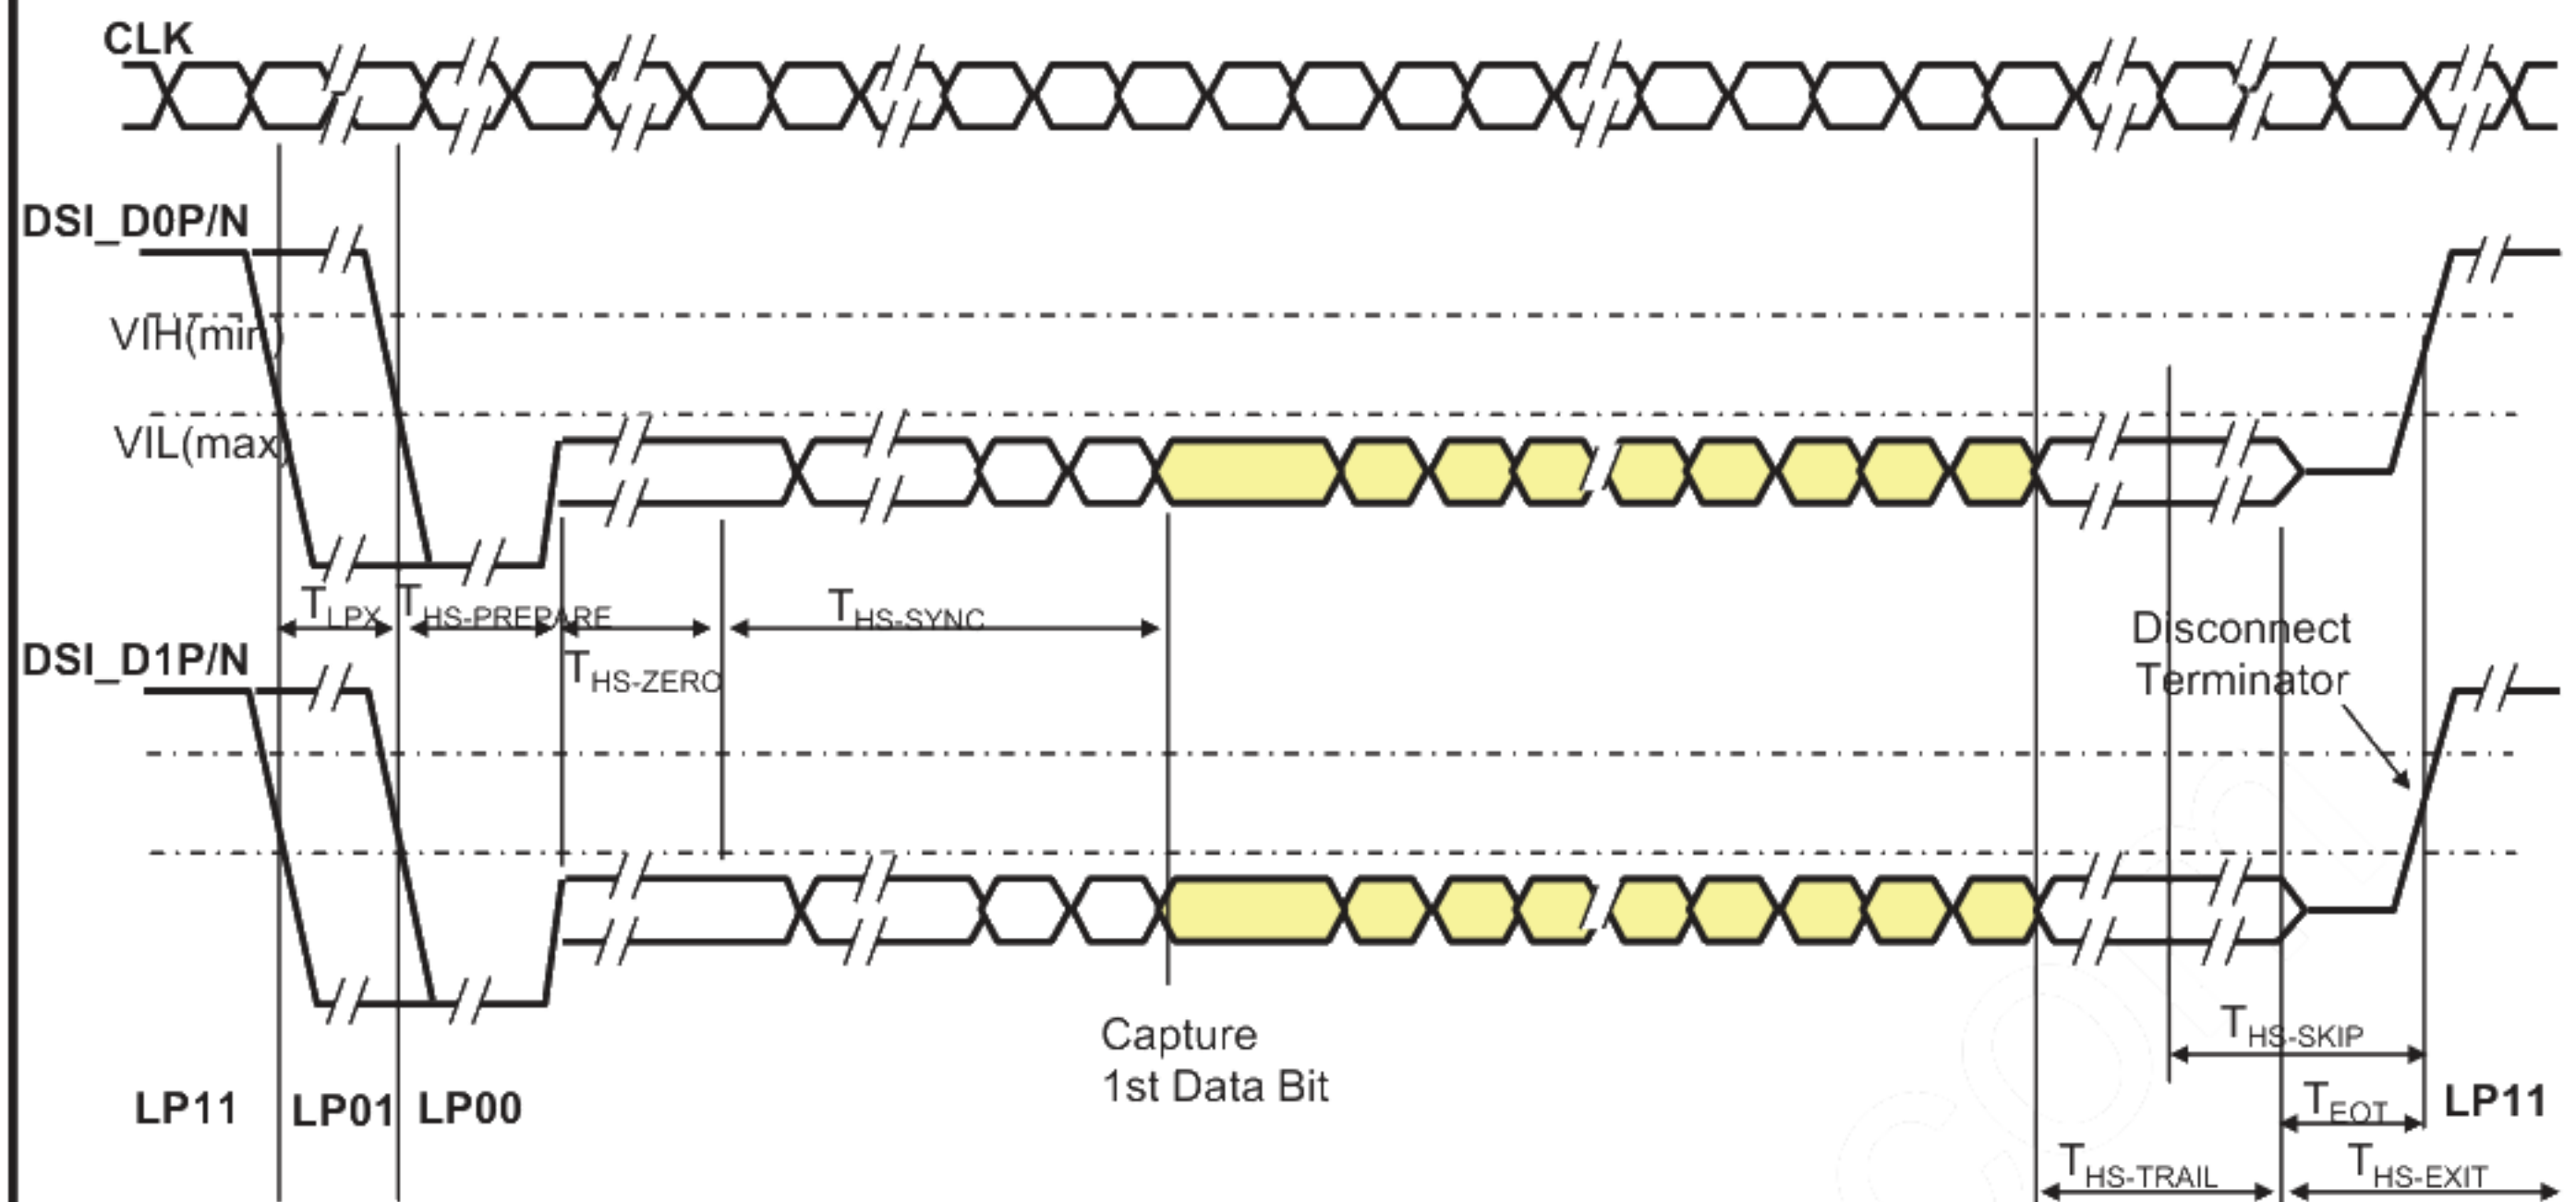 CLK
DSI_D0P/N
VIH(min)
VIL(max)
TLPX THS-PREPARE THS-SYNC
THS-ZERO
DSI_D1P/N
Disconnect
Terminator
Capture
1st Data Bit
THS-SKIP
LP11 LP01 LP00 TEOT LP11
THS-TRAIL THS-EXIT